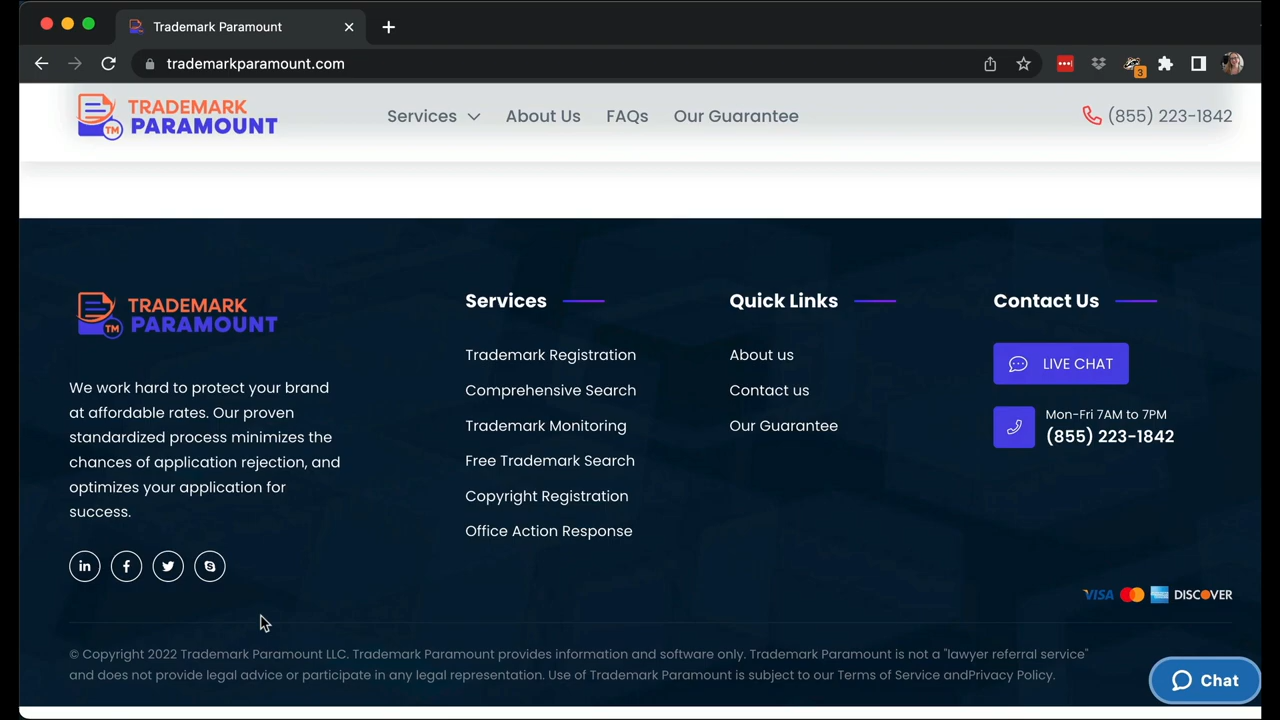 Trademark Paramount
trademarkparamount.com
3
TRADEMARK
PARAMOUNT
TM
Services
About Us
FAQs
Our Guarantee
(855) 223-1842
TRADEMARK
PARAMOUNT
TM
We work hard to protect your brand
at affordable rates. Our proven
standardized process minimizes the
chances of application rejection, and
optimizes your application for
success.
Services
Trademark Registration
Comprehensive Search
Trademark Monitoring
Free Trademark Search
Copyright Registration
Office Action Response
Quick Links
About us
Contact us
Our Guarantee
Contact Us
LIVE CHAT
Mon-Fri 7AM to 7PM
(855) 223-1842
VISA
DISCOVER
© Copyright 2022 Trademark Paramount LLC. Trademark Paramount provides information and software only. Trademark Paramount is not a "lawyer referral service"
and does not provide legal advice or participate in any legal representation. Use of Trademark Paramount is subject to our Terms of Service andPrivacy Policy.
Chat